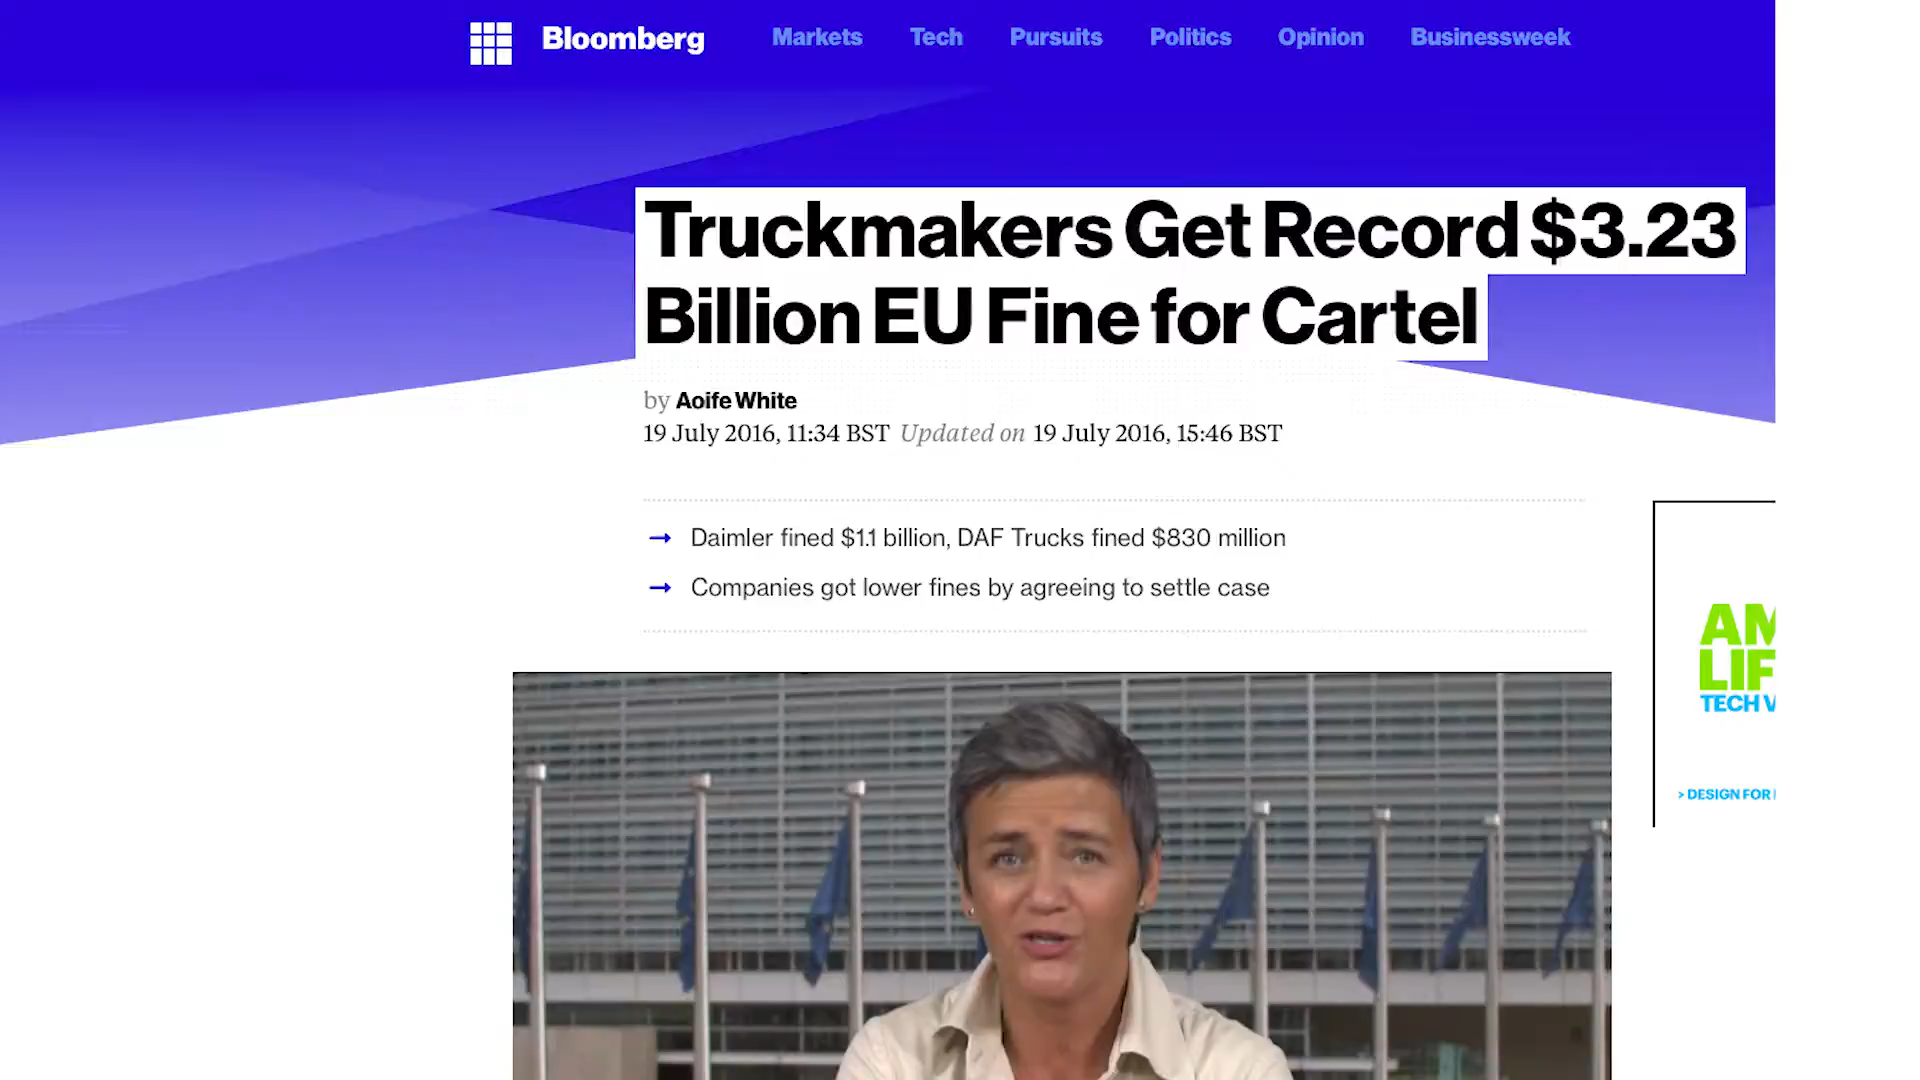 Bloomberg
Markets Tech Pursuits Politics Opinion Businessweek
Truckmakers Get Record $3.23
Billion EU Fine for Cartel
by Aoife White
19 July 2016, 11:34 BST Updated on 19 July 2016, 15:46 BST
→ Daimler fined $1.1 billion, DAF Trucks fined $830 million
→ Companies got lower fines by agreeing to settle case
TECH
> DESIGN FOR